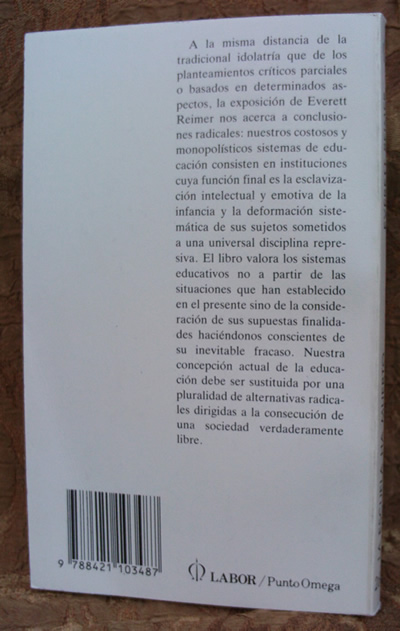 A la misma distancia de la
tradicional idolatría que de los
planteamientos críticos parciales
o basados en determinados as-
pectos, la exposición de Everett
Reimer nos acerca a conclusio-
nes radicales: nuestros costosos y
monopolísticos sistemas de edu-
cación consisten en instituciones
cuya función final es la esclaviza-
ción intelectual y emotiva de la
infancia y la deformación siste-
mática de sus sujetos sometidos
a una universal disciplina repre-
siva. El libro valora los sistemas
educativos no a partir de las
situaciones que han establecido
en el presente sino de la conside-
ración de sus supuestas finalida-
des haciéndonos conscientes de
su inevitable fracaso. Nuestra
concepción actual de la educa-
ción debe ser sustituida por una
pluralidad de alternativas radica-
les dirigidas a la consecución de
una sociedad verdaderamente
libre.
9 788421 103487
LABOR / Punto Omega